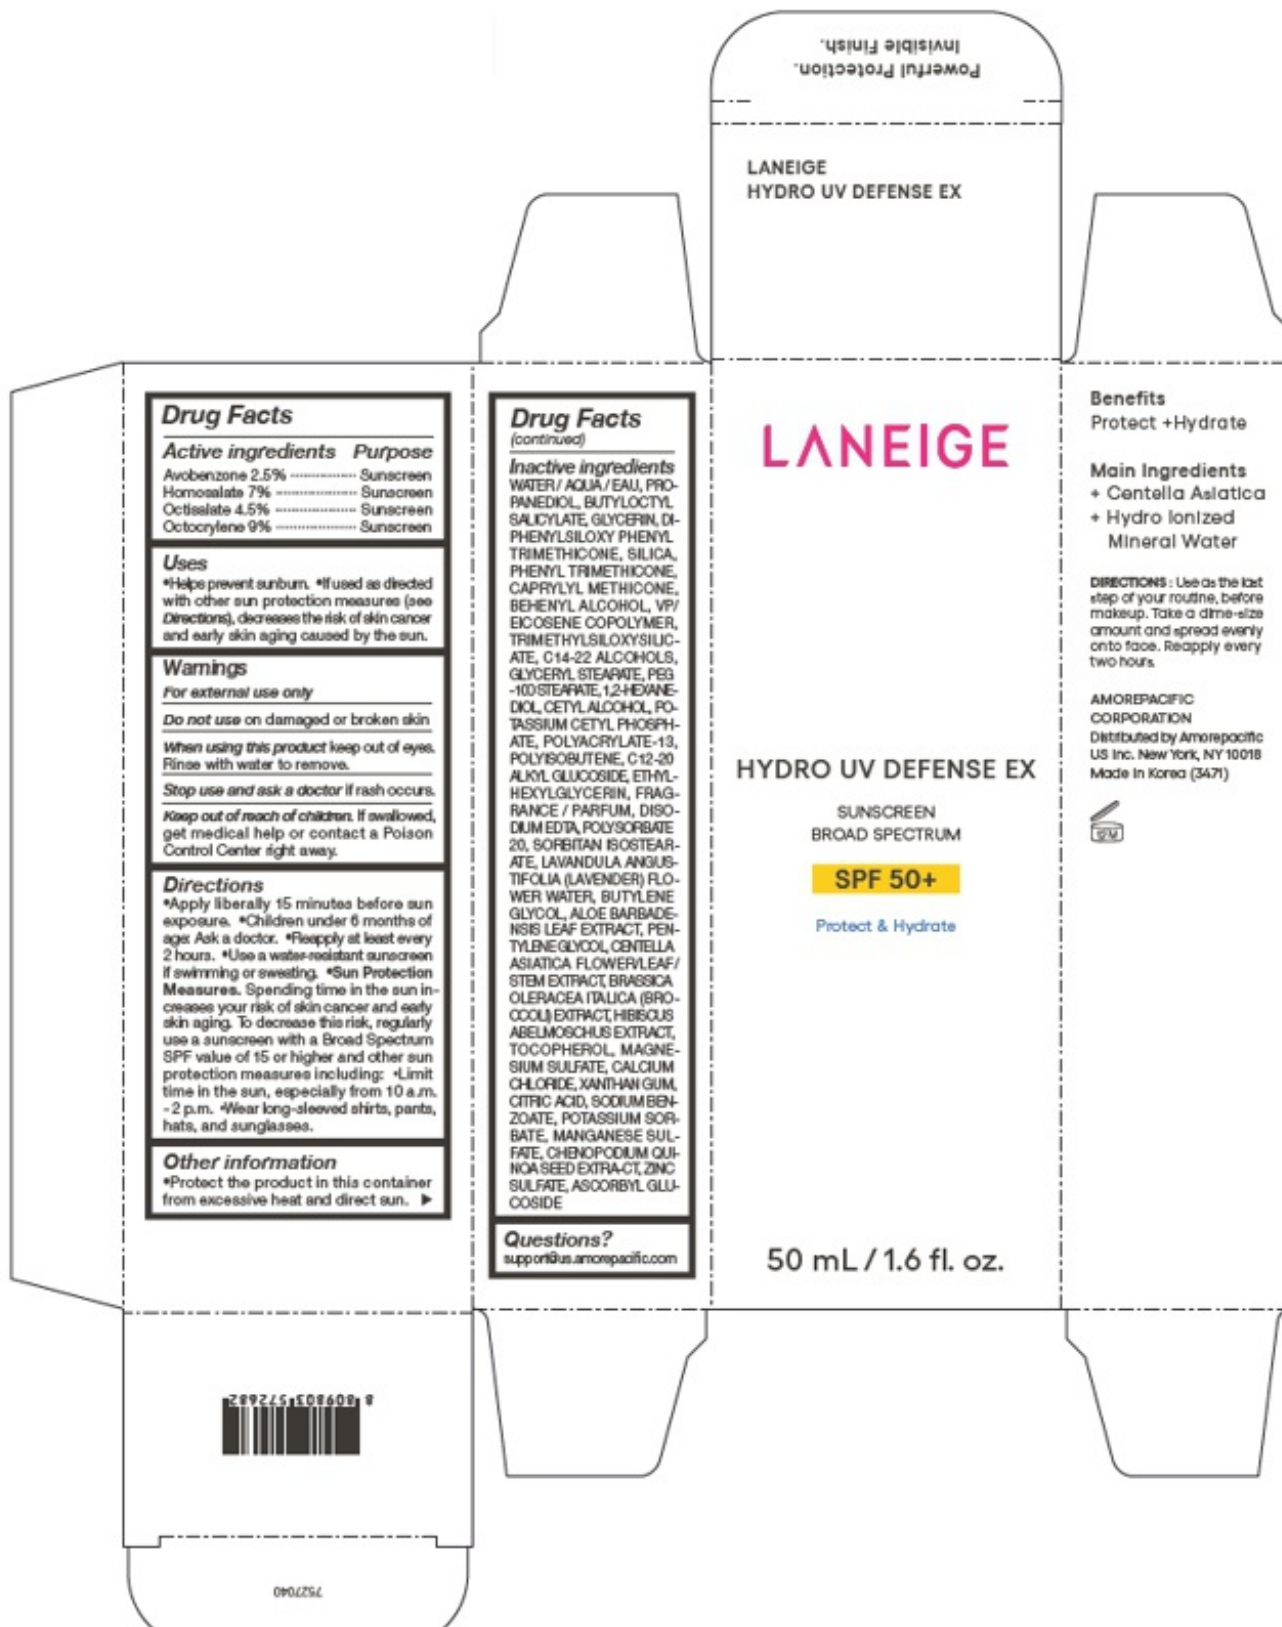 Powerful Protection.
Invisible Finish.
LANEIGE
HYDRO UV DEFENSE EX
Drug Facts
Active ingredients Purpose
Avobenzone 2.5% Sunscreen
Homosalate 7% Sunscreen
Octisalate 4.5% Sunscreen
Octocrylene 9% Sunscreen
Uses
•Helps prevent sunburn. •If used as directed
with other sun protection measures (see
Directions), decreases the risk of skin cancer
and early skin aging caused by the sun.
Warnings
For external use only
Do not use on damaged or broken skin
When using this product keep out of eyes.
Rinse with water to remove.
Stop use and ask a doctor if rash occurs.
Keep out of reach of children. If swallowed,
get medical help or contact a Poison
Control Center right away.
Directions
•Apply liberally 15 minutes before sun
exposure. •Children under 6 months of
age: Ask a doctor. •Reapply at least every
2 hours. •Use a water-resistant sunscreen
if swimming or sweating. •Sun Protection
Measures. Spending time in the sun in-
creases your risk of skin cancer and early
skin aging. To decrease this risk, regularly
use a sunscreen with a Broad Spectrum
SPF value of 15 or higher and other sun
protection measures including: •Limit
time in the sun, especially from 10 a.m.
-2 p.m. •Wear long-sleeved shirts, pants,
hats, and sunglasses.
Other information
•Protect the product in this container
from excessive heat and direct sun. ▶
Drug Facts
(continued)
Inactive ingredients
WATER / AQUA / EAU, PRO-
PANEDIOL, BUTYLOCTYL
SALICYLATE, GLYCERIN, DI-
PHENYLSILOXY PHENYL
TRIMETHICONE, SILICA,
PHENYL TRIMETHICONE,
CAPRYLYL METHICONE,
BEHENYL ALCOHOL, VP/
EICOSENE COPOLYMER,
TRIMETHYLSILOXYSILIC-
ATE, C14-22 ALCOHOLS,
GLYCERYL STEARATE, PEG
-100 STEARATE, 1,2-HEXANE-
DIOL, CETYL ALCOHOL, PO-
TASSIUM CETYL PHOSPH-
ATE, POLYACRYLATE-13,
POLYISOBUTENE, C12-20
ALKYL GLUCOSIDE, ETHYL-
HEXYLGLYCERIN, FRAG-
RANCE / PARFUM, DISO-
DIUM EDTA, POLYSORBATE
20, SORBITAN ISOSTEAR-
ATE, LAVANDULA ANGUS-
TIFOLIA (LAVENDER) FLO-
WER WATER, BUTYLENE
GLYCOL, ALOE BARBADE-
NSIS LEAF EXTRACT, PEN-
TYLENE GLYCOL, CENTELLA
ASIATICA FLOWER/LEAF/
STEM EXTRACT, BRASSICA
OLERACEA ITALICA (BRO-
CCOLI) EXTRACT, HIBISCUS
ABELMOSCHUS EXTRACT,
TOCOPHEROL, MAGNE-
SIUM SULFATE, CALCIUM
CHLORIDE, XANTHAN GUM,
CITRIC ACID, SODIUM BEN-
ZOATE, POTASSIUM SOR-
BATE, MANGANESE SUL-
FATE, CHENOPODIUM QUI-
NOA SEED EXTRA-CT, ZINC
SULFATE, ASCORBYL GLU-
COSIDE
Questions?
support@us.amorepacific.com
LANEIGE
HYDRO UV DEFENSE EX
SUNSCREEN
BROAD SPECTRUM
SPF 50+
Protect & Hydrate
50 mL / 1.6 fl. oz.
Benefits
Protect +Hydrate
Main Ingredients
+ Centella Asiatica
+ Hydro Ionized
Mineral Water
DIRECTIONS : Use as the last
step of your routine, before
makeup. Take a dime-size
amount and spread evenly
onto face. Reapply every
two hours.
AMOREPACIFIC
CORPORATION
Distributed by Amorepacific
US Inc. New York, NY 10018
Made in Korea (3471)
12M
8 809803 572682
7527040